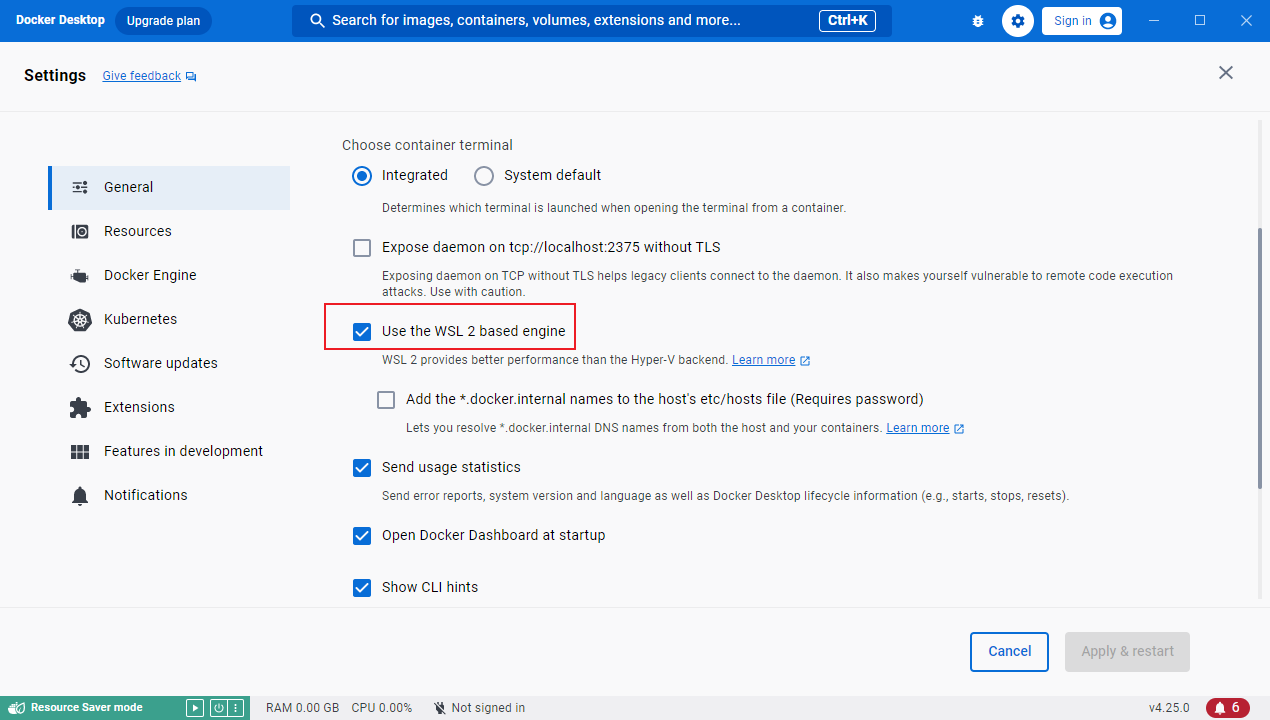 Docker Desktop
Upgrade plan
Search for images, containers, volumes, extensions and more...
Ctrl+K
Sign in
Settings
Give feedback
General
Resources
Docker Engine
Kubernetes
Software updates
Extensions
Features in development
Notifications
Choose container terminal
Integrated
System default
Determines which terminal is launched when opening the terminal from a container.
Expose daemon on tcp://localhost:2375 without TLS
Exposing daemon on TCP without TLS helps legacy clients connect to the daemon. It also makes yourself vulnerable to remote code execution
attacks. Use with caution.
Use the WSL 2 based engine
WSL 2 provides better performance than the Hyper-V backend. Learn more
Add the *.docker.internal names to the host's etc/hosts file (Requires password)
Lets you resolve *.docker.internal DNS names from both the host and your containers. Learn more
Send usage statistics
Send error reports, system version and language as well as Docker Desktop lifecycle information (e.g., starts, stops, resets).
Open Docker Dashboard at startup
Show CLI hints
Cancel
Apply & restart
Resource Saver mode
RAM 0.00 GB
CPU 0.00%
Not signed in
v4.25.0
6